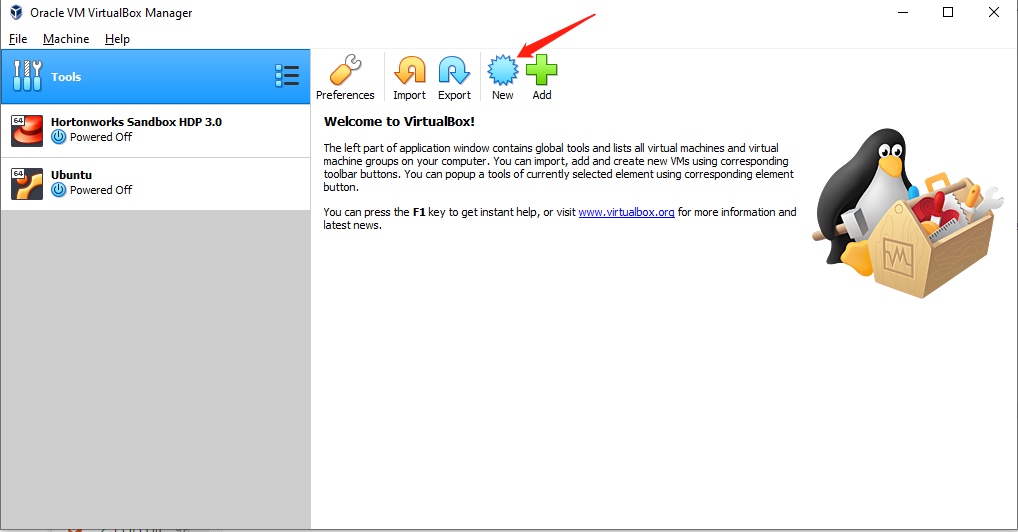 Oracle VM VirtualBox Manager
File Machine Help
Tools
Preferences Import Export New Add
64
Hortonworks Sandbox HDP 3.0
Powered Off
64
Ubuntu
Powered Off
Welcome to VirtualBox!
The left part of application window contains global tools and lists all virtual machines and virtual
machine groups on your computer. You can import, add and create new VMs using corresponding
toolbar buttons. You can popup a tools of currently selected element using corresponding element
button.
You can press the F1 key to get instant help, or visit www.virtualbox.org for more information and
latest news.